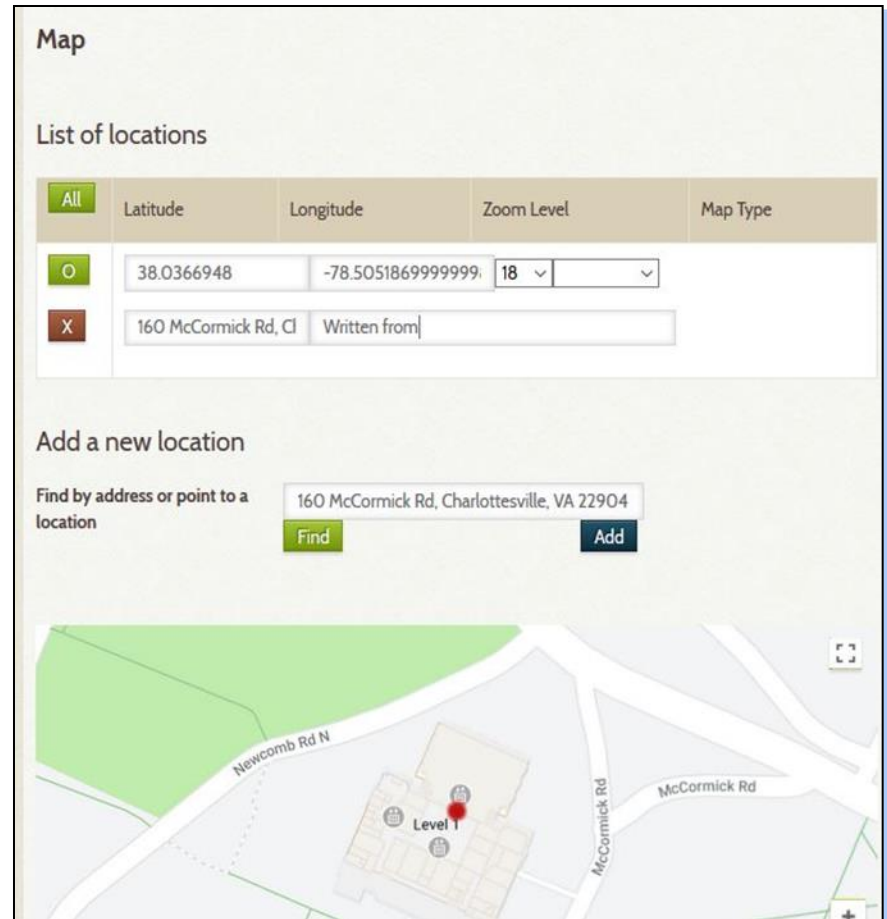 Map
List of locations
All Latitude Longitude Zoom Level Map Type
O 38.0366948 -78.5051869999999 18
X 160 McCormick Rd, Cl Written from
Add a new location
Find by address or point to a 160 McCormick Rd, Charlottesville, VA 22904
location
Find Add
Newcomb Rd N
McCormick Rd
McCormick Rd
Level 1
+